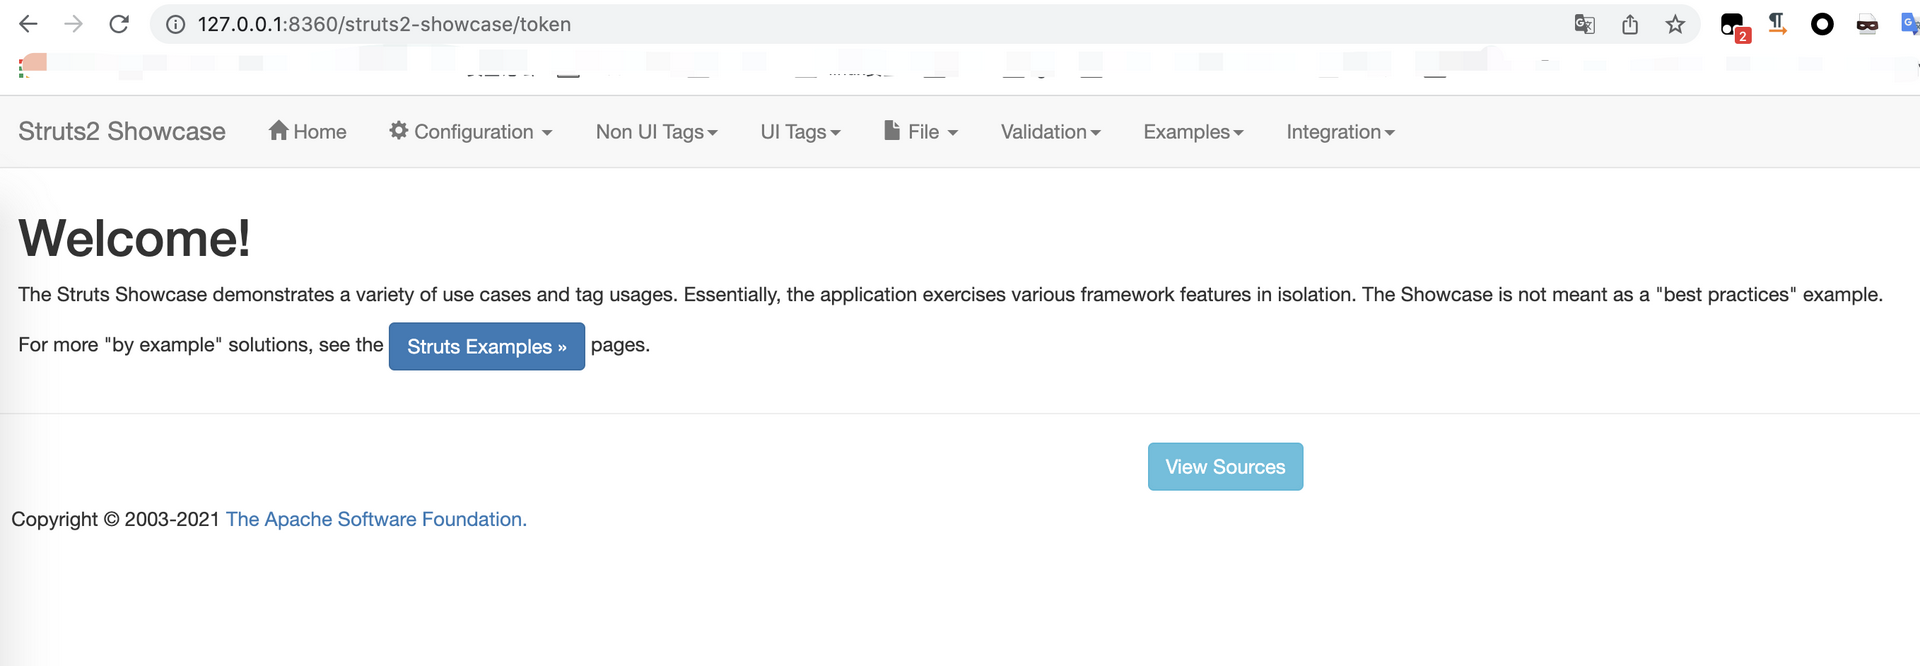 127.0.0.1:8360/struts2-showcase/token
2
Struts2 Showcase Home Configuration Non UI Tags UI Tags File Validation Examples Integration
Welcome!
The Struts Showcase demonstrates a variety of use cases and tag usages. Essentially, the application exercises various framework features in isolation. The Showcase is not meant as a "best practices" example.
For more "by example" solutions, see the Struts Examples » pages.
View Sources
Copyright © 2003-2021 The Apache Software Foundation.